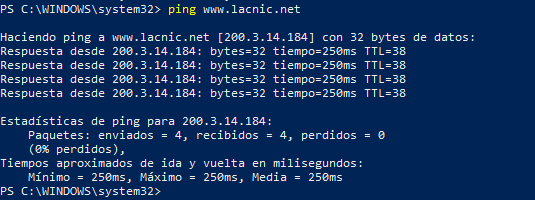 PS C:\WINDOWS\system32> ping www.lacnic.net
Haciendo ping a www.lacnic.net [200.3.14.184] con 32 bytes de datos:
Respuesta desde 200.3.14.184: bytes=32 tiempo=250ms TTL=38
Respuesta desde 200.3.14.184: bytes=32 tiempo=250ms TTL=38
Respuesta desde 200.3.14.184: bytes=32 tiempo=250ms TTL=38
Respuesta desde 200.3.14.184: bytes=32 tiempo=250ms TTL=38
Estadísticas de ping para 200.3.14.184:
Paquetes: enviados = 4, recibidos = 4, perdidos = 0
(0% perdidos),
Tiempos aproximados de ida y vuelta en milisegundos:
Mínimo = 250ms, Máximo = 250ms, Media = 250ms
PS C:\WINDOWS\system32>